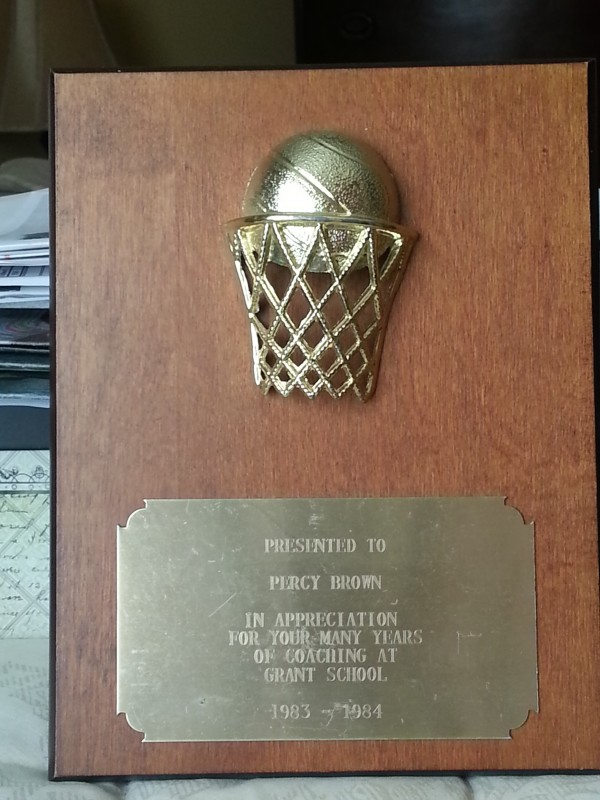 PRESENTED TO
PERCY BROWN
IN APPRECIATION
FOR YOUR MANY YEARS
OF COACHING AT
GRANT SCHOOL
1983 - 1984